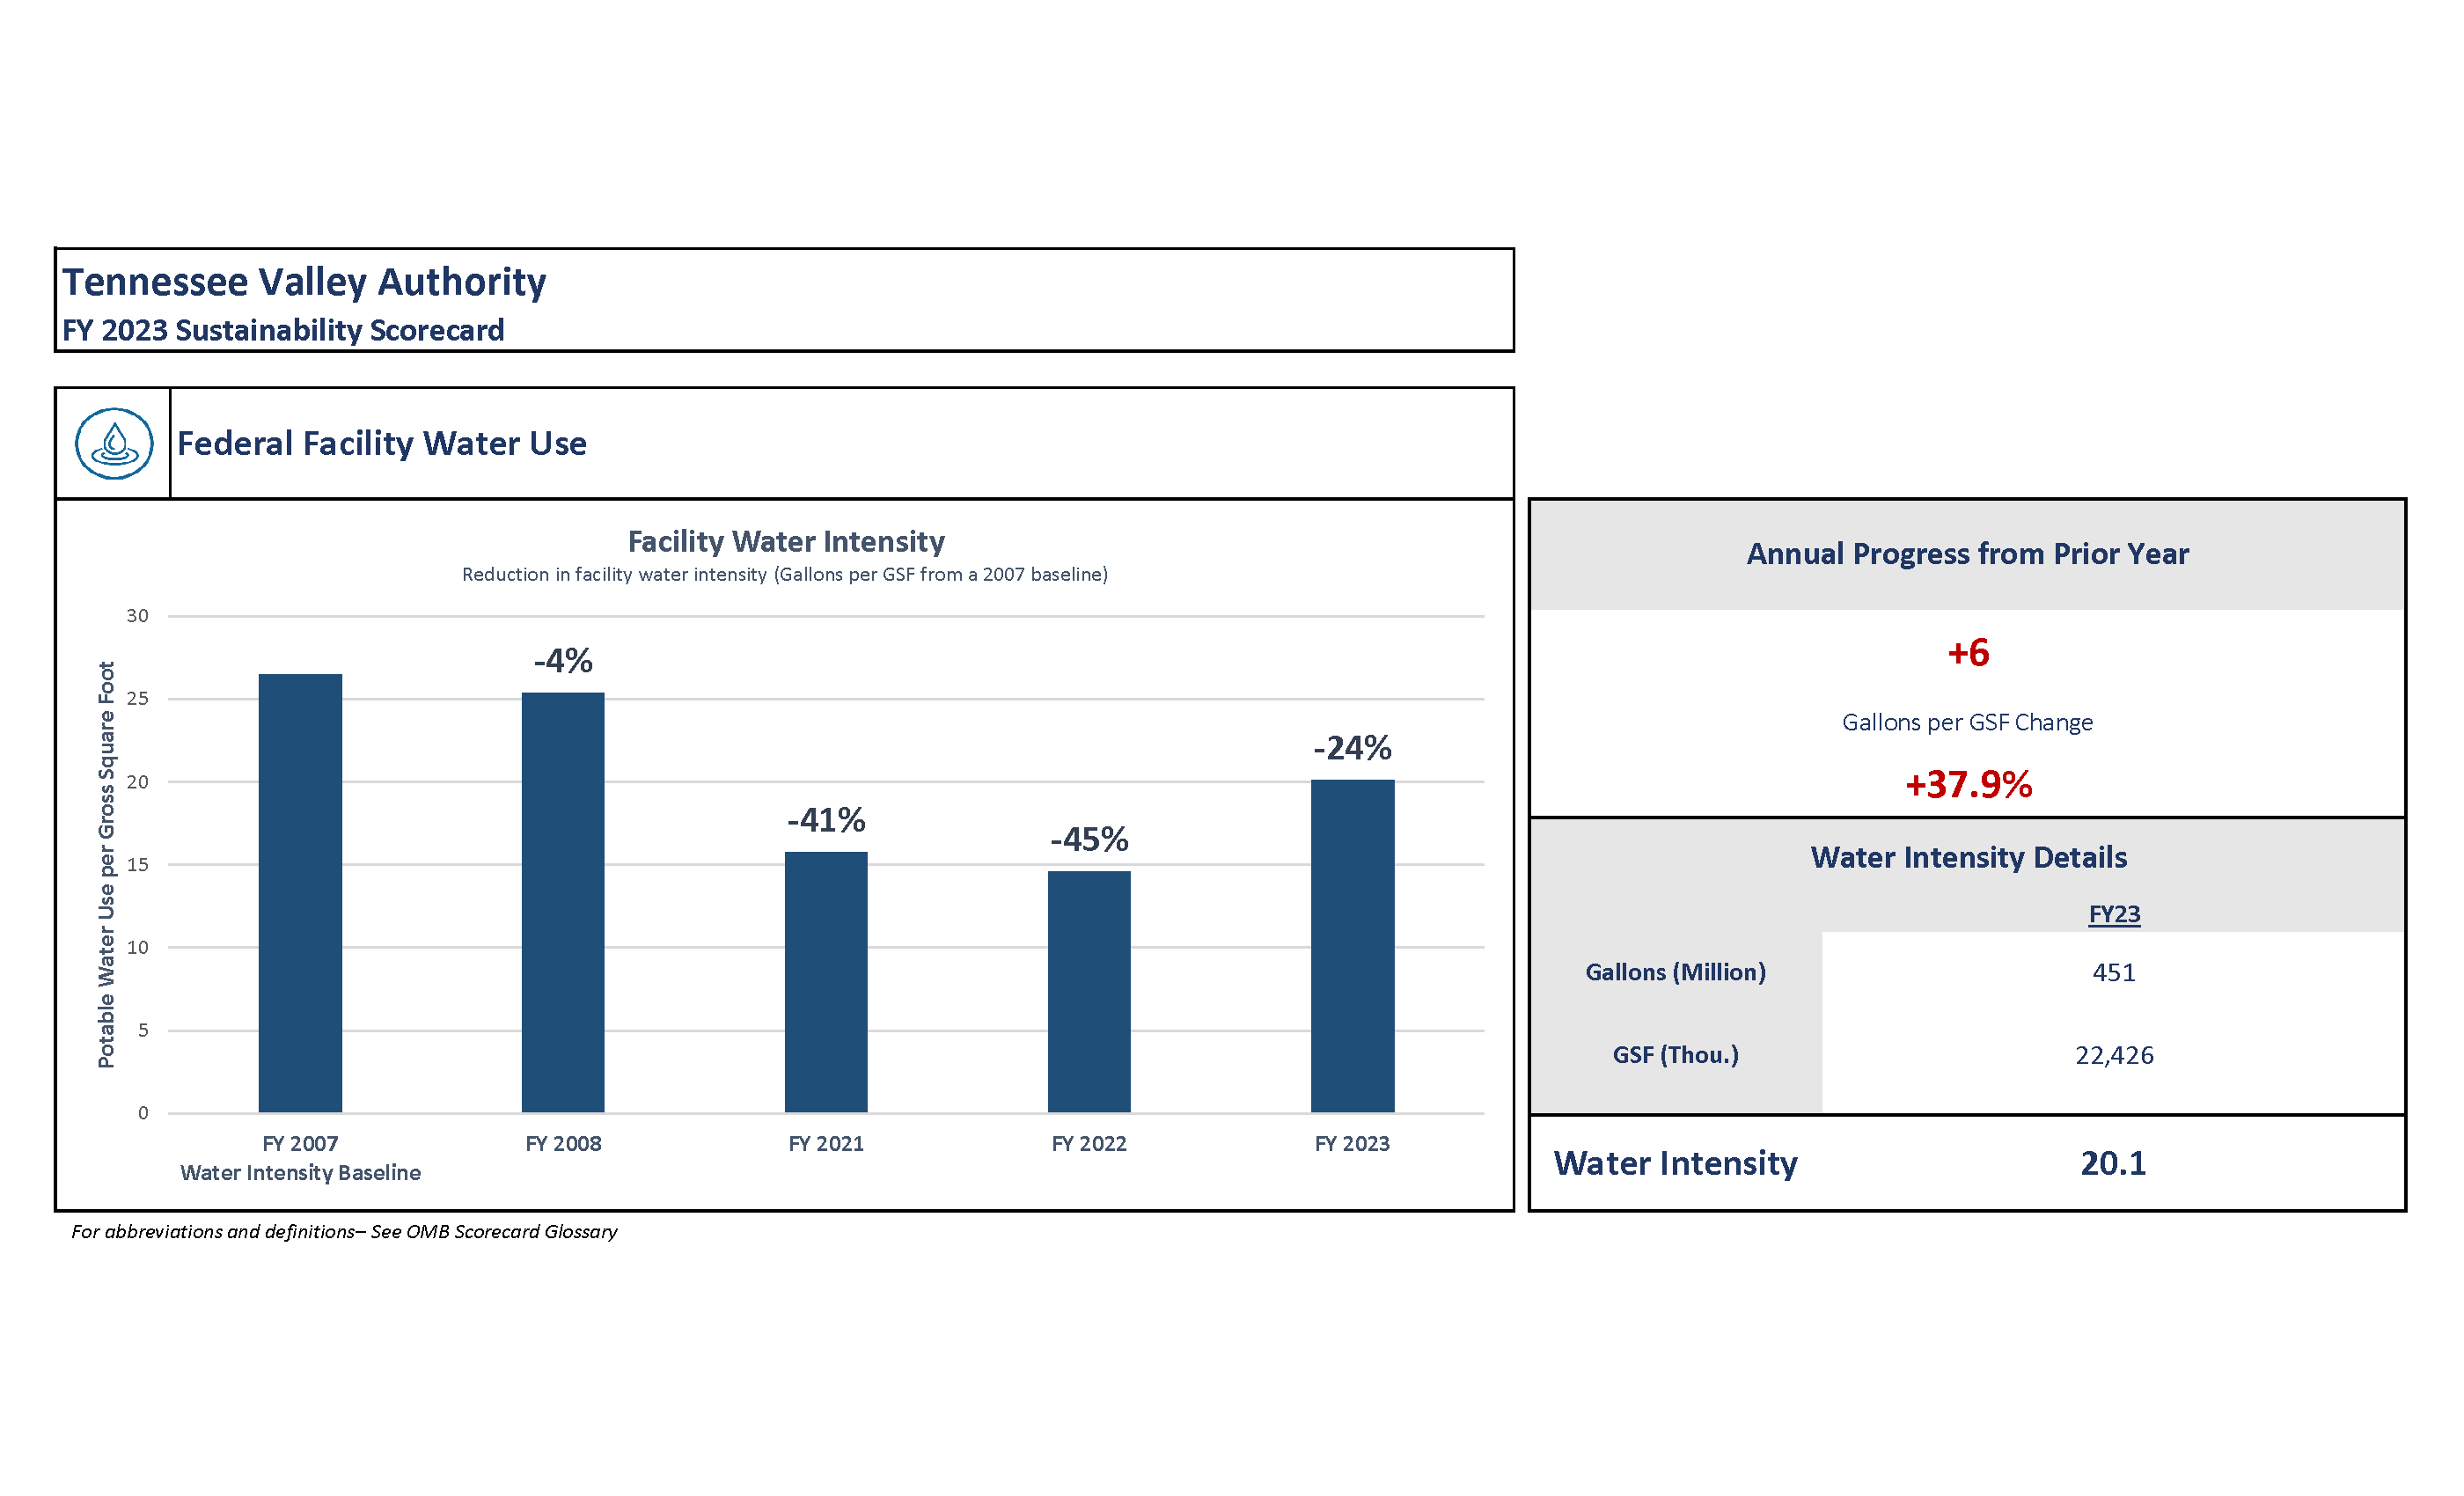 Tennessee Valley Authority
FY 2023 Sustainability Scorecard
Federal Facility Water Use
Facility Water Intensity
Reduction in facility water intensity (Gallons per GSF from a 2007 baseline)
Potable Water Use per Gross Square Foot
30
25
20
15
10
5
0
-4%
-41%
-45%
-24%
FY 2007
Water Intensity Baseline
FY 2008
FY 2021
FY 2022
FY 2023
For abbreviations and definitions– See OMB Scorecard Glossary
Annual Progress from Prior Year
+6
Gallons per GSF Change
+37.9%
Water Intensity Details
FY23
Gallons (Million) 451
GSF (Thou.) 22,426
Water Intensity 20.1